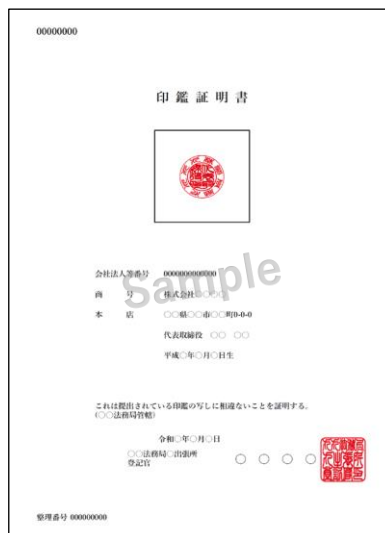 00000000
印鑑証明書
会社法人等番号 0000000000000
商 号 株式会社 ○○○
本 店 ○○県○○市○○町0-0-0
代表取締役 ○○ ○○
平成○年○月○日生
Sample
これは提出されている印鑑の写しに相違ないことを証明する。
(○○法務局管轄)
令和○年○月○日
○○法務局○出張所
登記官 ○ ○ ○ ○
整理番号 000000000